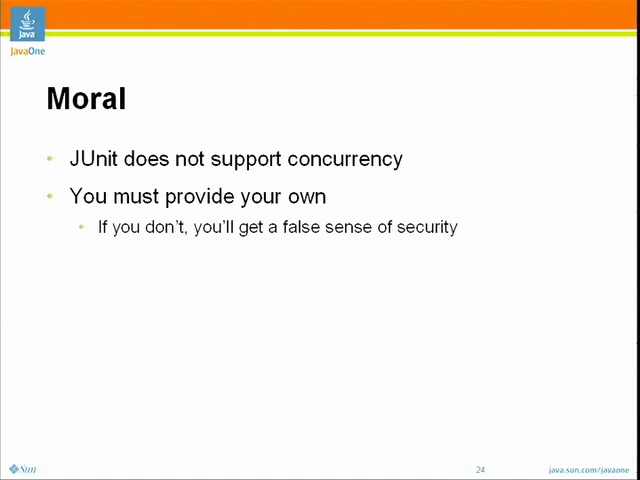 Java
JavaOne
Moral
JUnit does not support concurrency
You must provide your own
If you don't, you'll get a false sense of security
Sun
24
java.sun.com/javaone